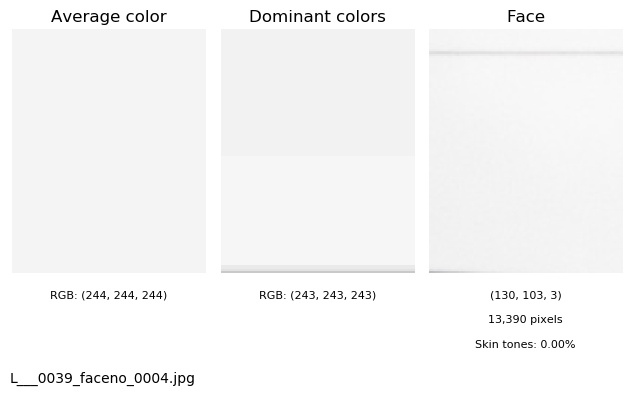 Average color
Dominant colors
Face
RGB: (244, 244, 244)
RGB: (243, 243, 243)
(130, 103, 3)
13,390 pixels
Skin tones: 0.00%
L___0039_faceno_0004.jpg